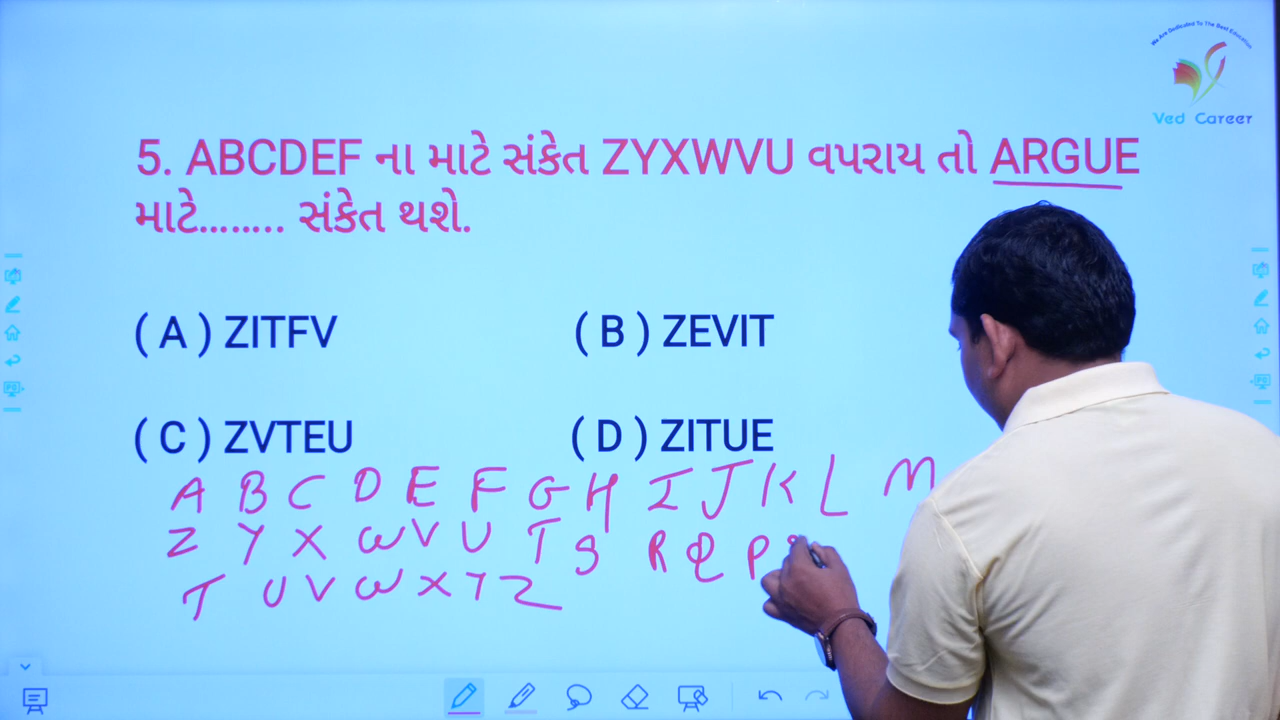 We Are Dedicated To The Best Education
Ved Career
5. ABCDEF ના માટે સંકેત ZYXWVU વપરાય તો ARGUE
માટે........ સંકેત થશે.
( A ) ZITFV
( B ) ZEVIT
( C ) ZVTEU
( D ) ZITUE
A B C D E F G H I J K L M
Z Y X W V U T S R Q P
T U V W X Y Z